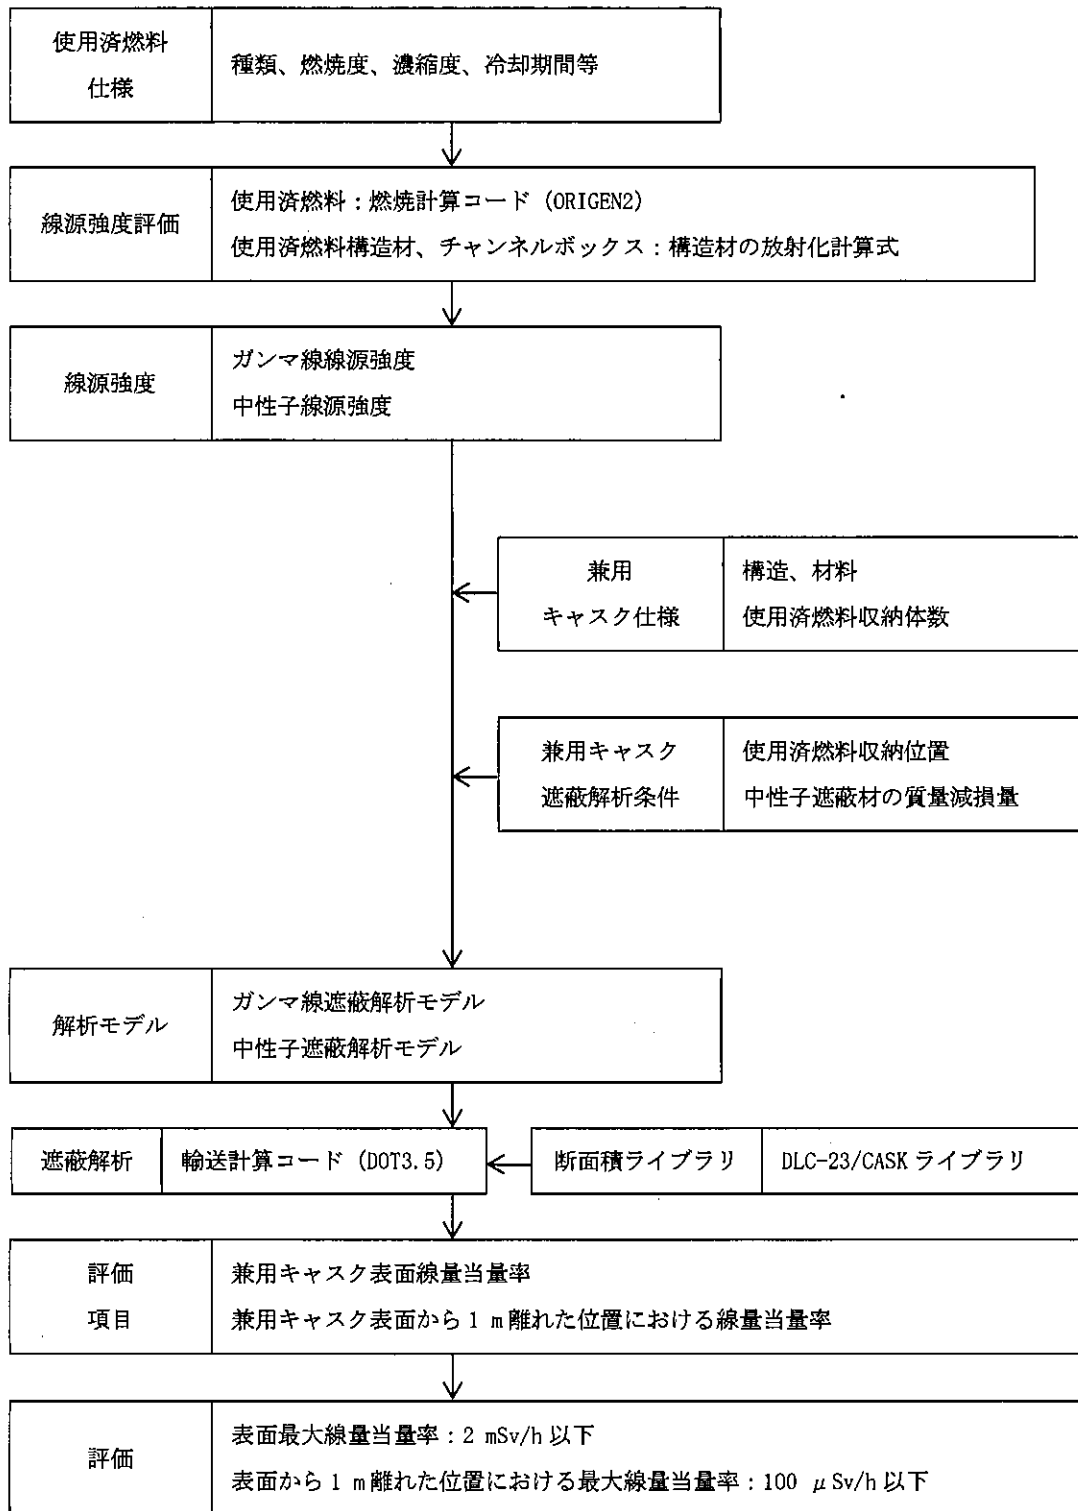 使用済燃料
仕様
種類、燃焼度、濃縮度、冷却期間等
線源強度評価
使用済燃料：燃焼計算コード (ORIGEN2)
使用済燃料構造材、チャンネルボックス：構造材の放射化計算式
線源強度
ガンマ線線源強度
中性子線源強度
兼用
キャスク仕様
構造、材料
使用済燃料収納体数
兼用キャスク
遮蔽解析条件
使用済燃料収納位置
中性子遮蔽材の質量減損量
解析モデル
ガンマ線遮蔽解析モデル
中性子遮蔽解析モデル
遮蔽解析
輸送計算コード (DOT3.5)
断面積ライブラリ
DLC-23/CASK ライブラリ
評価
項目
兼用キャスク表面線量当量率
兼用キャスク表面から 1 m 離れた位置における線量当量率
評価
表面最大線量当量率：2 mSv/h 以下
表面から 1 m 離れた位置における最大線量当量率：100 μSv/h 以下